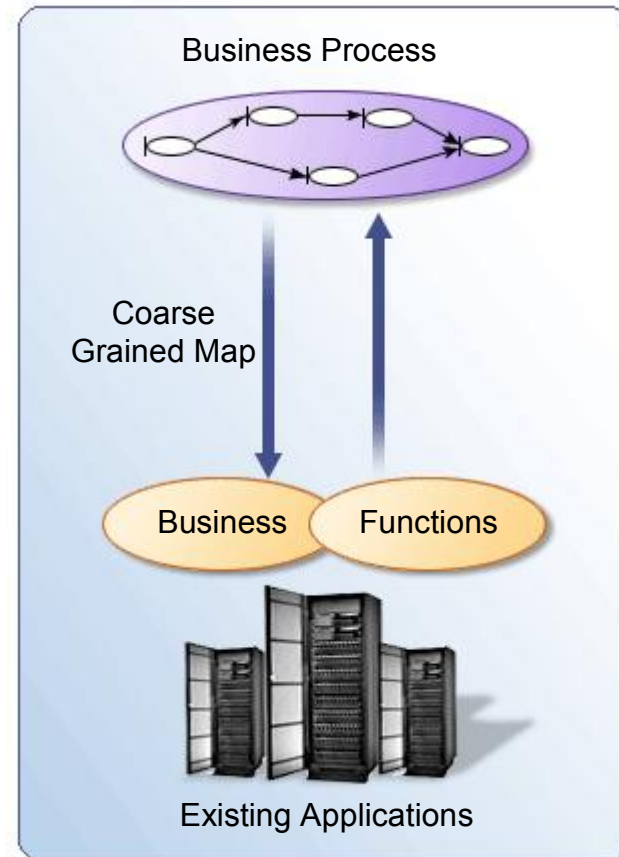 Business Process
Coarse
Grained Map
Business
Functions
Existing Applications